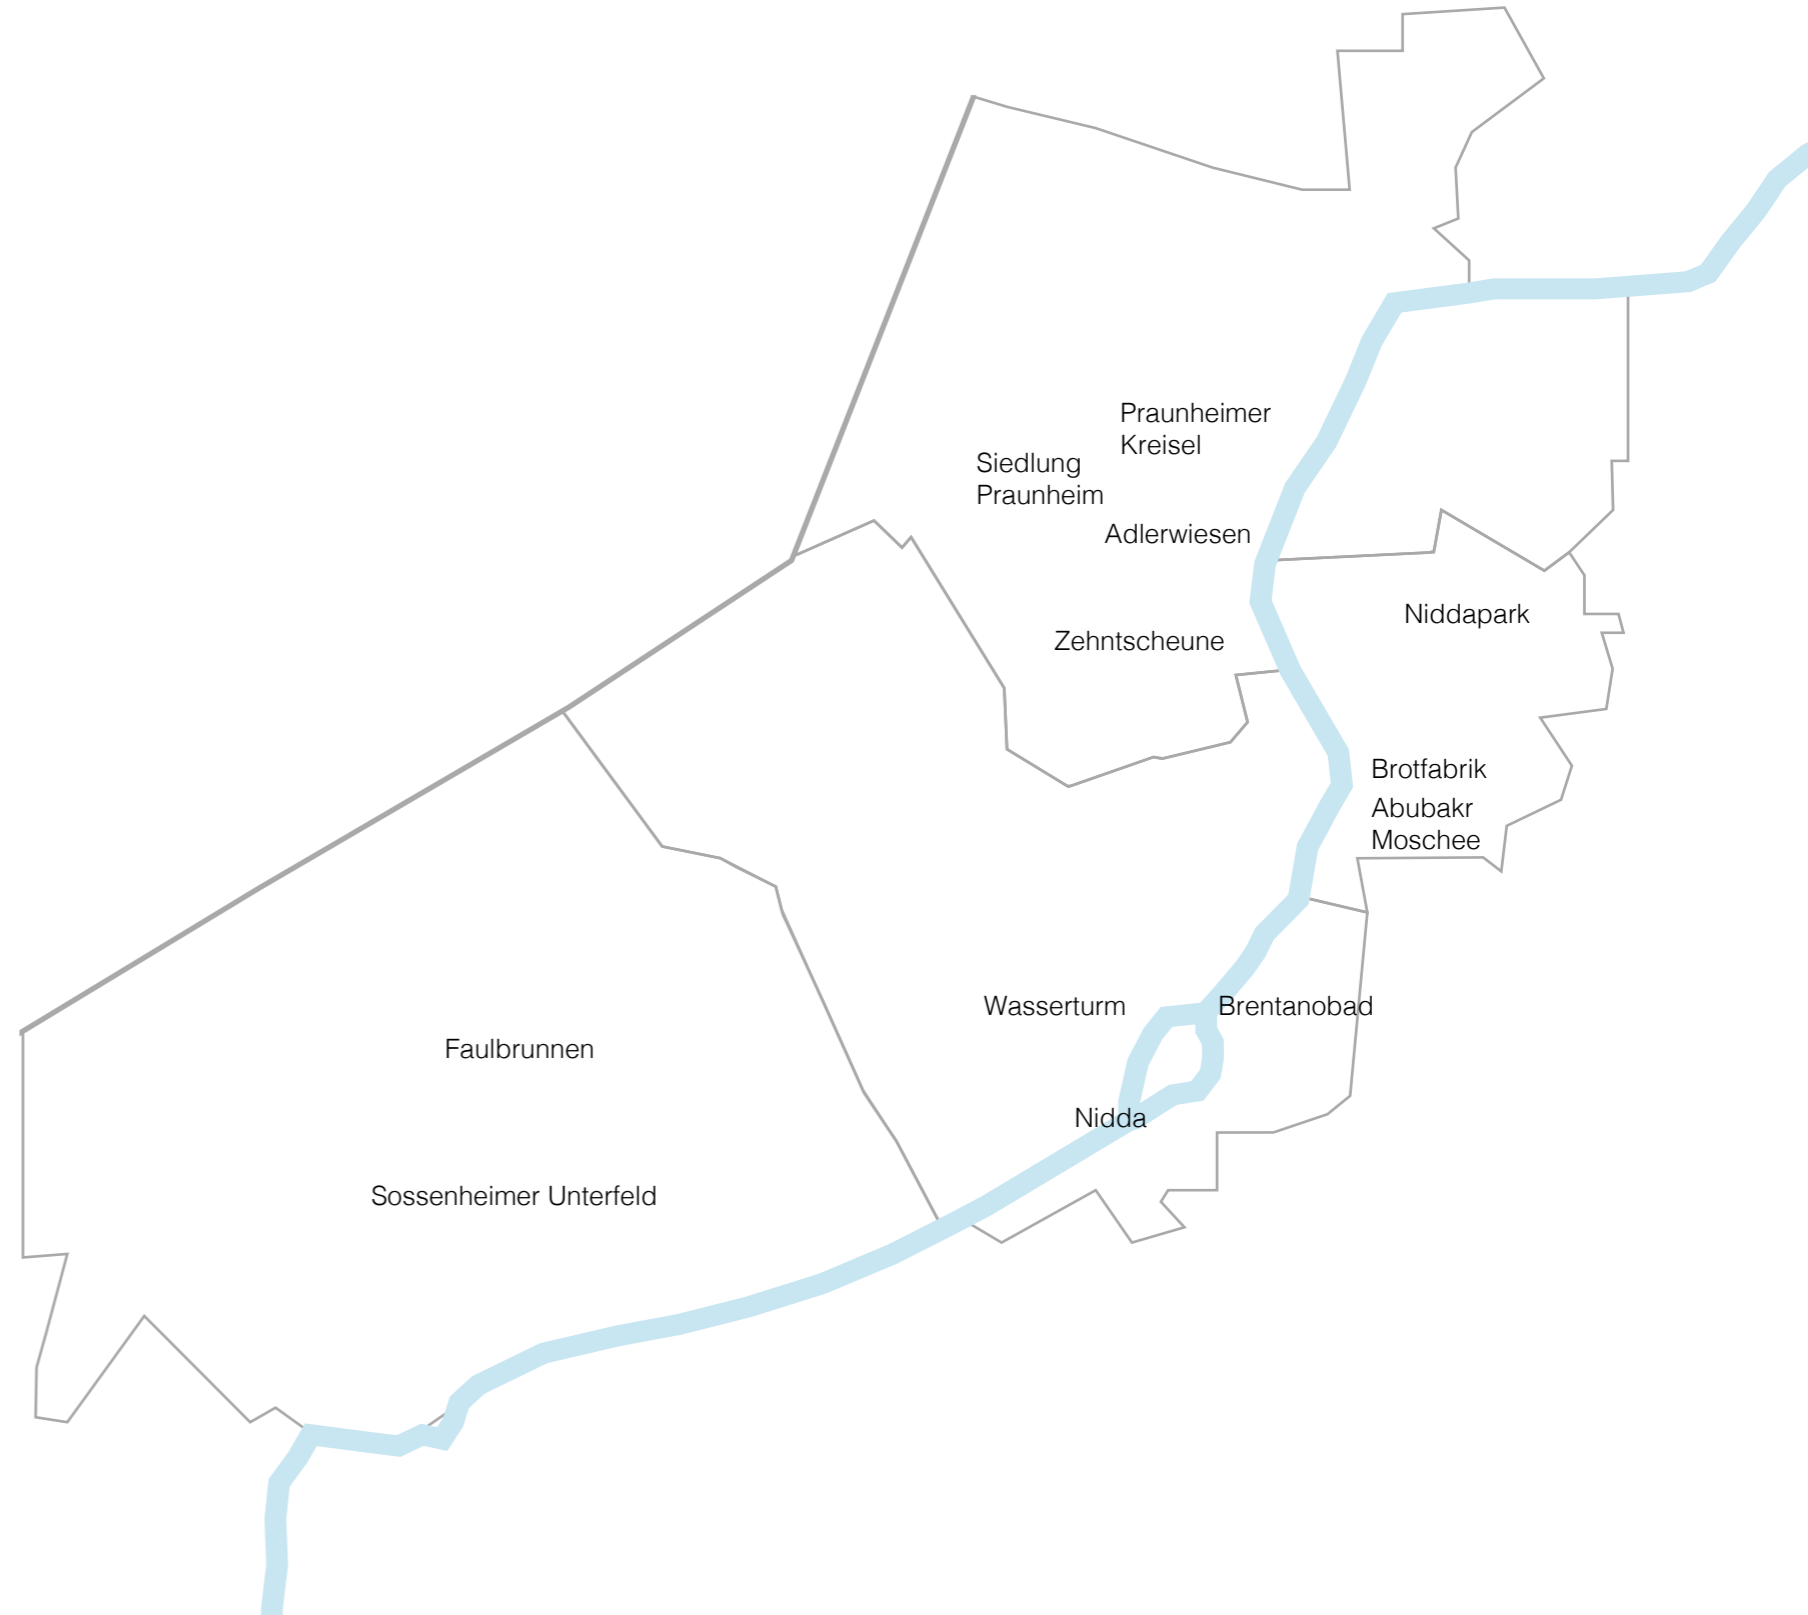 Praunheimer
Kreisel
Siedlung
Praunheim
Adlerwiesen
Niddapark
Zehntscheune
Brotfabrik
Abubakr
Moschee
Wasserturm
Brentanobad
Faulbrunnen
Nidda
Sossenheimer Unterfeld